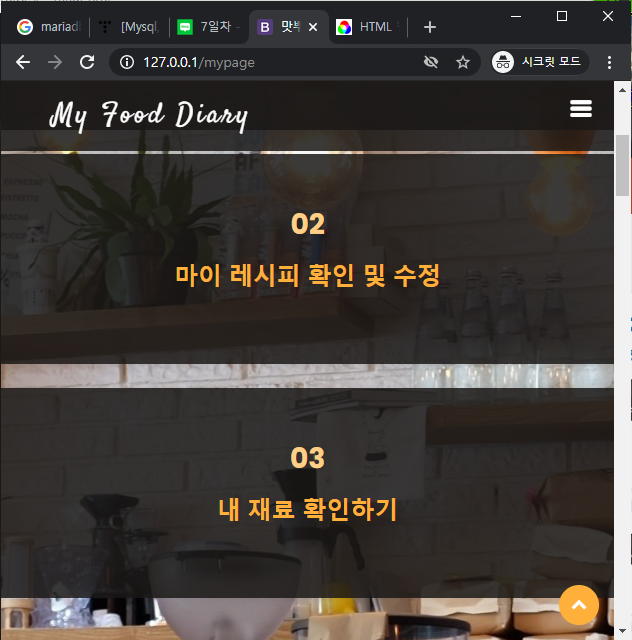 mariadb
[Mysql,
7일차 -
맛부
HTML
127.0.0.1/mypage
시크릿 모드
My Food Diary
02
마이 레시피 확인 및 수정
03
내 재료 확인하기